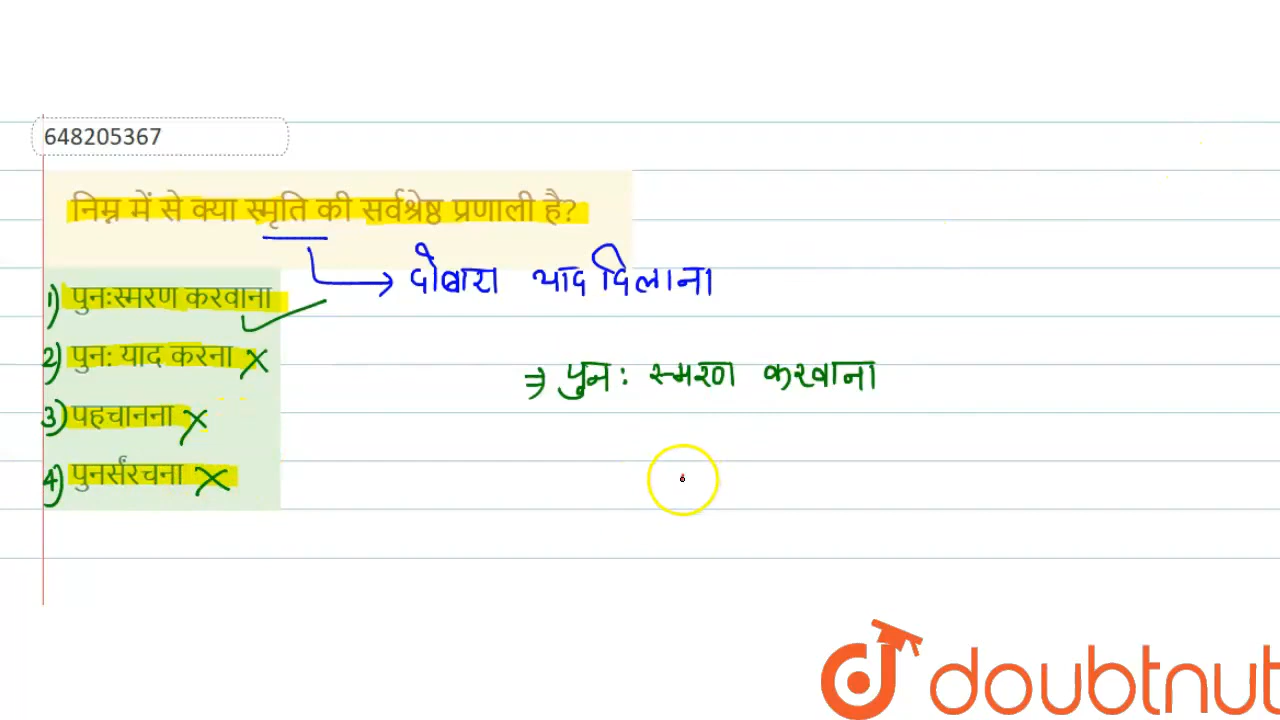 648205367
निम्न में से क्या स्मृति की सर्वश्रेष्ठ प्रणाली है?
दोबारा याद दिलाना
1) पुनःस्मरण करवाना
2) पुन: याद करना
⇒ पुन: स्मरण करवाना
3) पहचानना
4) पुनर्संरचना
doubtnut